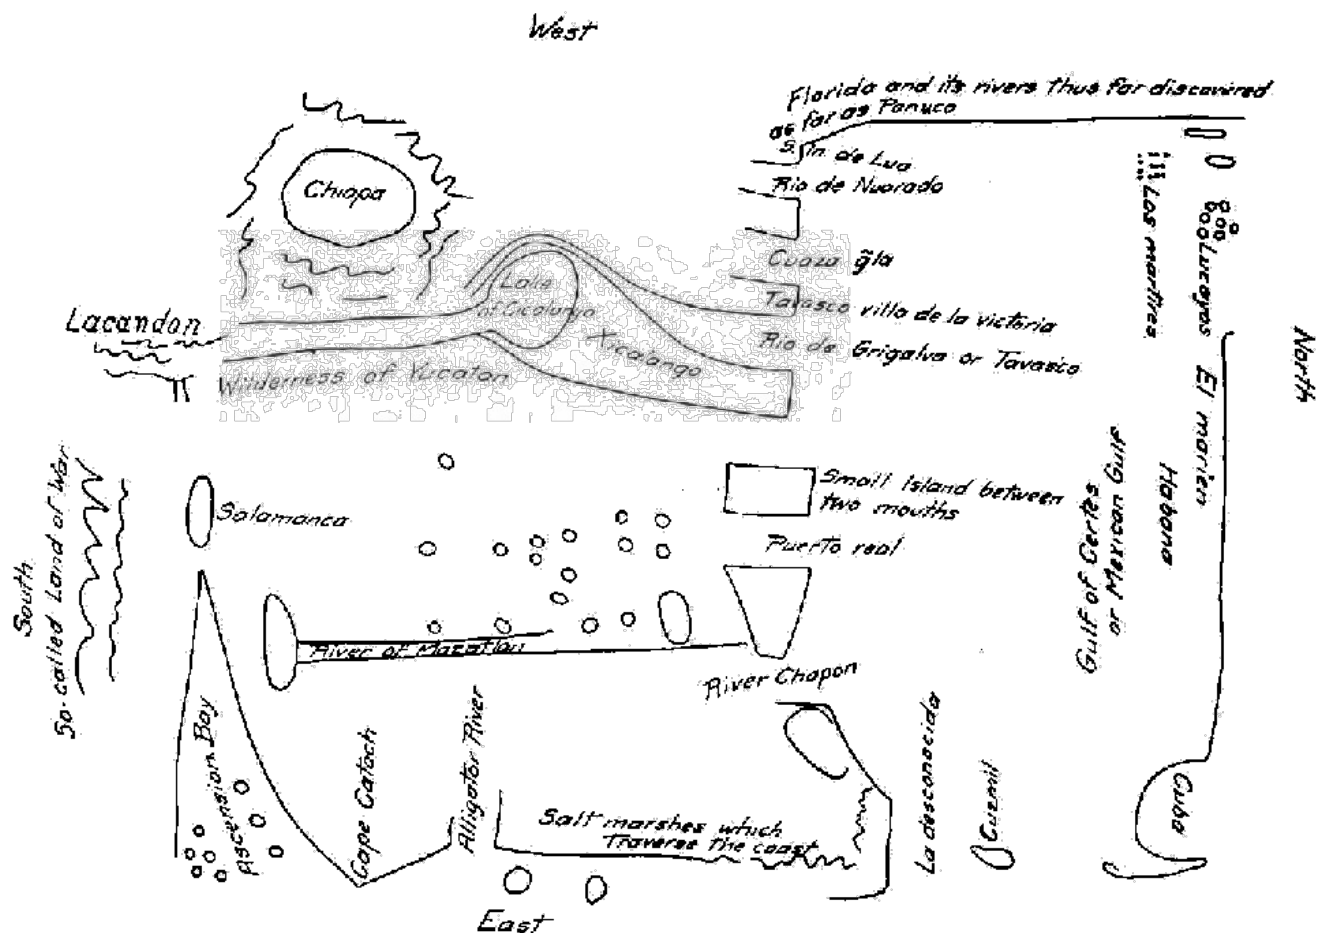 West
Florida and its rivers thus far discovered
as far as Panuco
S. Jn. de Lua
Rio de Nuorado
Chiapa
Los martires
Lucayos
Cuaza g̃la
Lake
of Cicalango
Tavasco villa de la victoria
Lacandon
Xicalango
Rio de Grigalva or Tavasco
Wilderness of Yucatan
North
El marien
Habana
Gulf of Certes
or Mexican Gulf
South
So-called Land of War
Salamanca
Small Island between
two mouths
Puerto real
River of Mazatlan
River Chapon
Ascension Bay
Cape Catoch
Alligator River
La desconocida
Cuzmil
Cuba
Salt marshes which
Traverse the coast
East